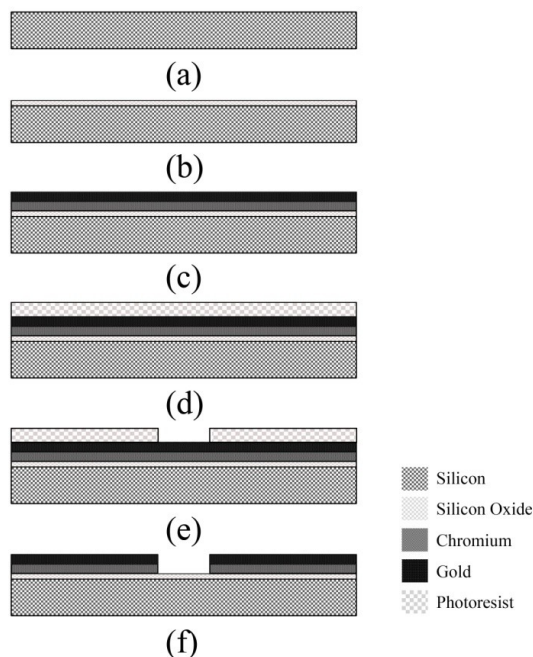 (a)
(b)
(c)
(d)
(e)
(f)
Silicon
Silicon Oxide
Chromium
Gold
Photoresist